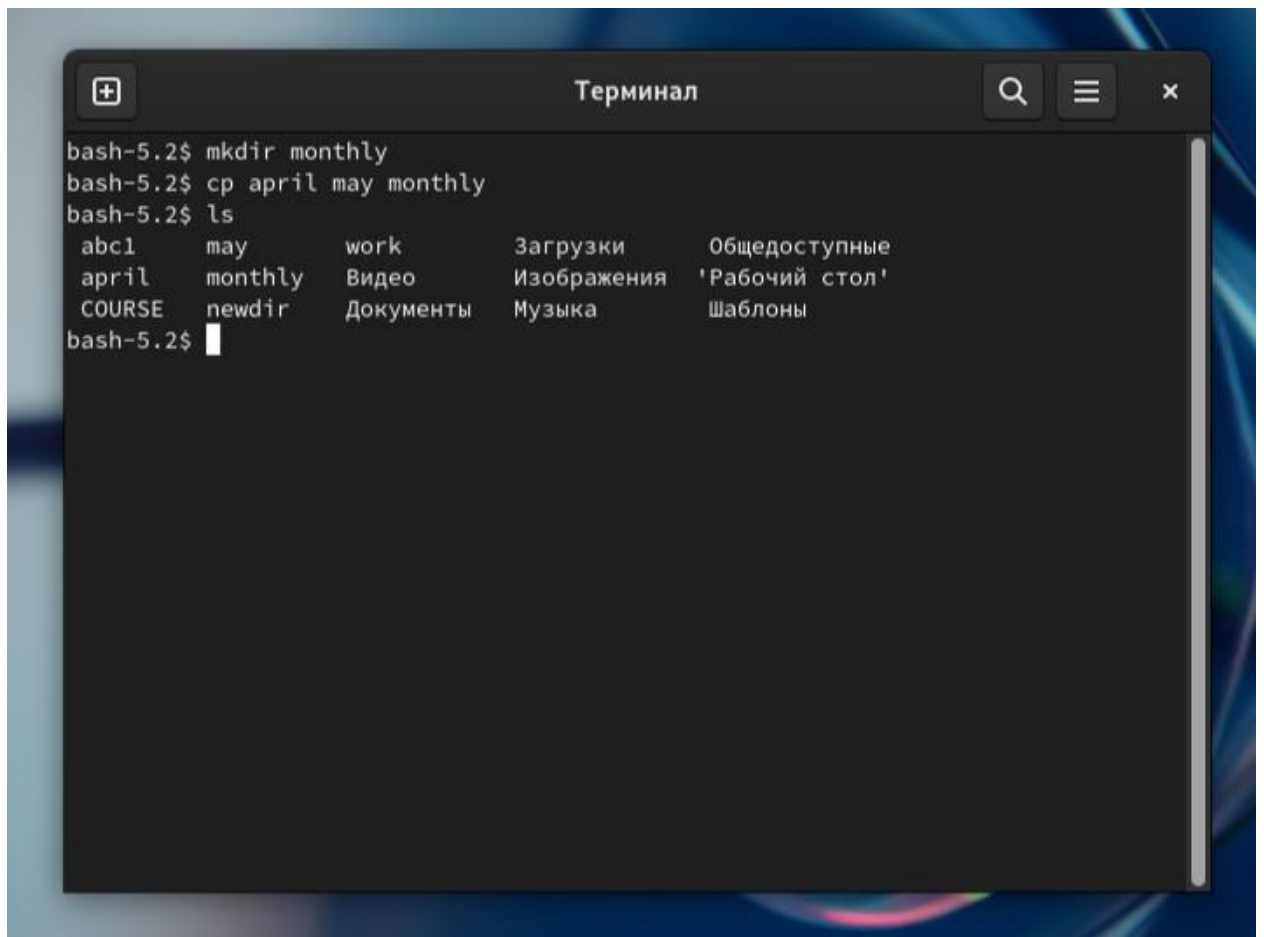 Терминал
bash-5.2$ mkdir monthly
bash-5.2$ cp april may monthly
bash-5.2$ ls
abc1 may work Загрузки Общедоступные
april monthly Видео Изображения 'Рабочий стол'
COURSE newdir Документы Музыка Шаблоны
bash-5.2$